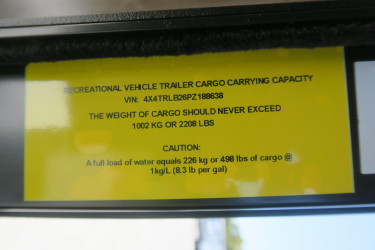 RECREATIONAL VEHICLE TRAILER CARGO CARRYING CAPACITY
VIN: 4X4TRLB26PZ188638
THE WEIGHT OF CARGO SHOULD NEVER EXCEED
1002 KG OR 2208 LBS
CAUTION:
A full load of water equals 226 kg or 498 lbs of cargo @
1kg/L (8.3 lb per gal)